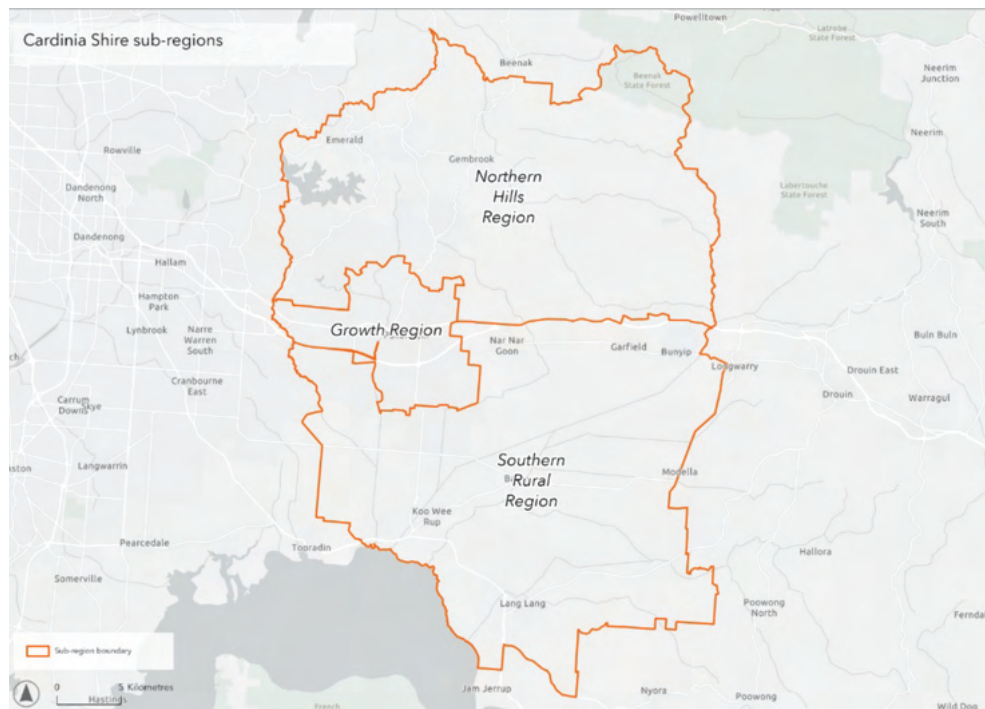 Cardinia Shire sub-regions
Powelltown
Latrobe
State Forest
Beenak
Neerim
Junction
Beenak
State Forest
Emerald
Neerim
Rowville
Gembrook
Northern
Hills
Region
Dandenong
North
Labertouche
State Forest
Neerim
South
Dandenong
Hallam
Hampton
Park
Lynbrook
Narre
Warren
South
Growth Region
Nar Nar
Goon
Garfield
Bunyip
Buln Buln
Longwarry
Cranbourne
East
Drouin East
Drouin
Warragul
Carrum
Downs
Skye
Langwarrin
Southern
Rural
Region
Modella
Koo Wee
Rup
Pearcedale
Tooradin
Hallora
Somerville
Lang Lang
Poowong
North
Sub-region boundary
0 5 Kilometres
Hastings
Jam Jerrup
Nyora
Poowong
French
Wild Dog